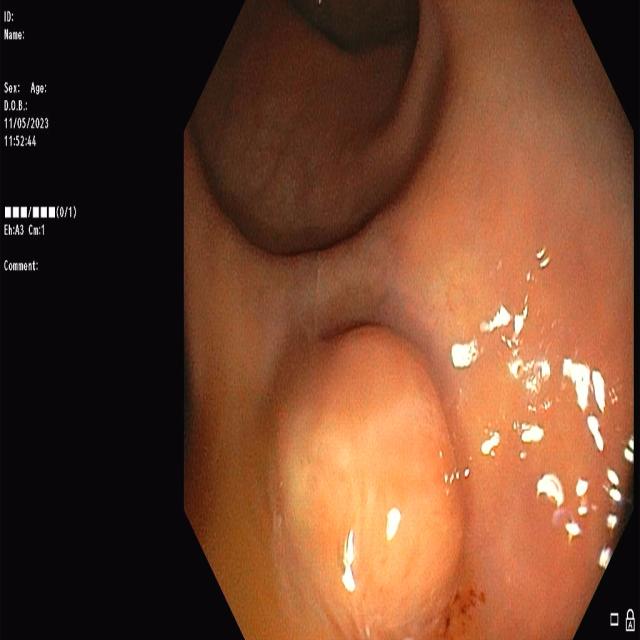 ID:
Name:
Sex: Age:
D.O.B.:
11/05/2023
11:52:44
■■■/■■■(0/1)
Eh:A3 Cm:1
Comment: